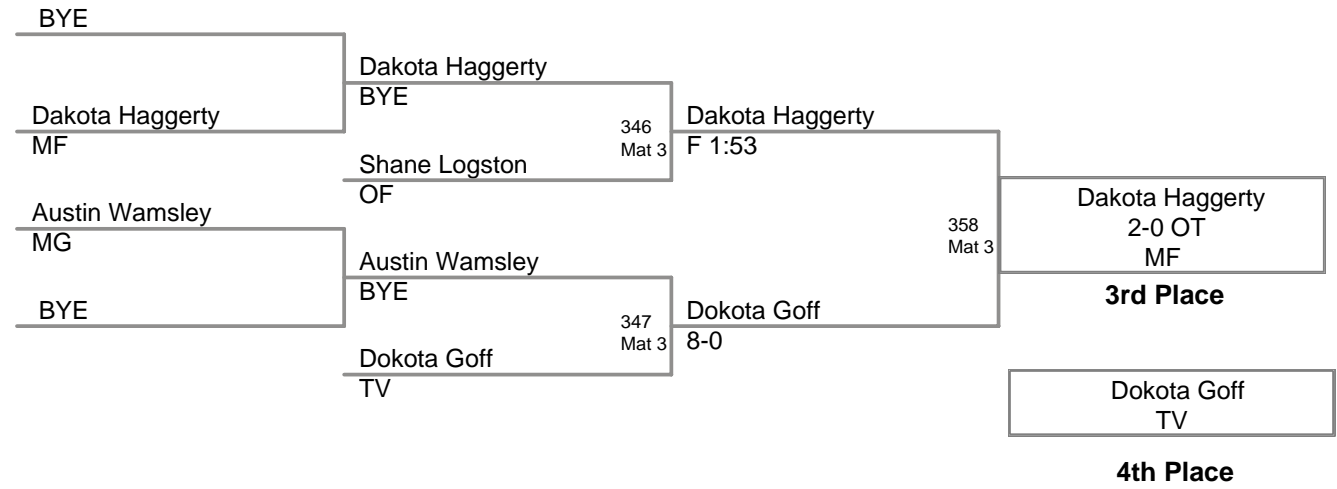 BYE
Dakota Haggerty
BYE
Dakota Haggerty
MF
346
Mat 3
Dakota Haggerty
F 1:53
Shane Logston
OF
Dakota Haggerty
2-0 OT
MF
3rd Place
Austin Wamsley
MG
358
Mat 3
Austin Wamsley
BYE
BYE
347
Mat 3
Dokota Goff
8-0
Dokota Goff
TV
Dokota Goff
TV
4th Place